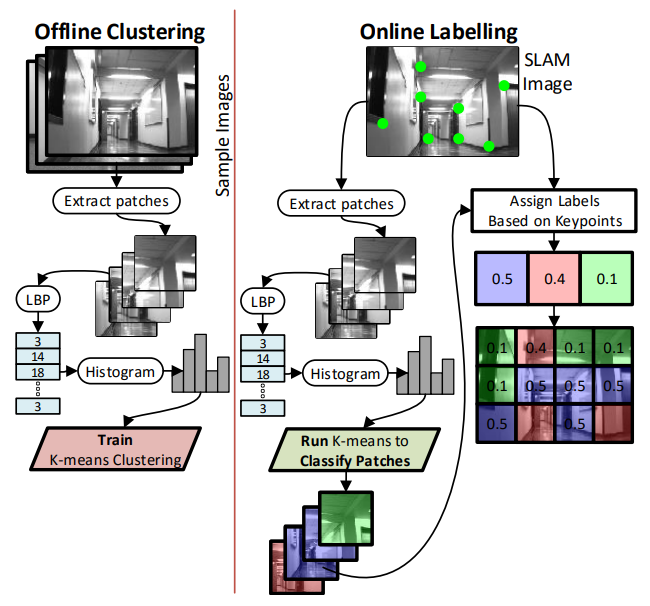 Offline Clustering
Sample Images
Extract patches
LBP
3
14
18
3
Histogram
Train
K-means Clustering
Online Labelling
SLAM
Image
Extract patches
LBP
3
14
18
3
Histogram
Run K-means to
Classify Patches
Assign Labels
Based on Keypoints
0.5 0.4 0.1
0.1 0.4 0.1 0.1
0.1 0.5 0.5 0.5
0.5 0.5